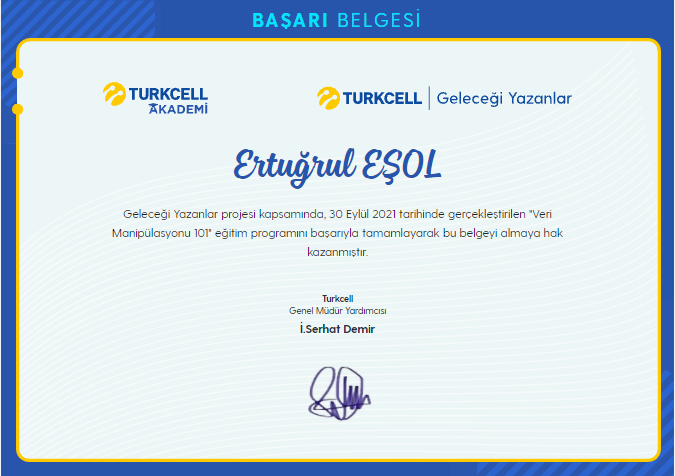 BAŞARI BELGESİ
TURKCELL
AKADEMİ
TURKCELL | Geleceği Yazanlar
Ertuğrul EŞOL
Geleceği Yazanlar projesi kapsamında, 30 Eylül 2021 tarihinde gerçekleştirilen "Veri
Manipülasyonu 101" eğitim programını başarıyla tamamlayarak bu belgeyi almaya hak
kazanmıştır.
Turkcell
Genel Müdür Yardımcısı
İ.Serhat Demir